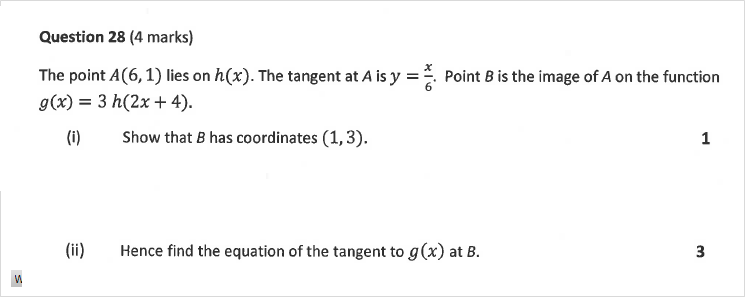 Question 28 (4 marks)
The point A(6, 1) lies on h(x). The tangent at A is y = x/6. Point B is the image of A on the function
g(x) = 3 h(2x + 4).
(i) Show that B has coordinates (1, 3). 1
(ii) Hence find the equation of the tangent to g(x) at B. 3